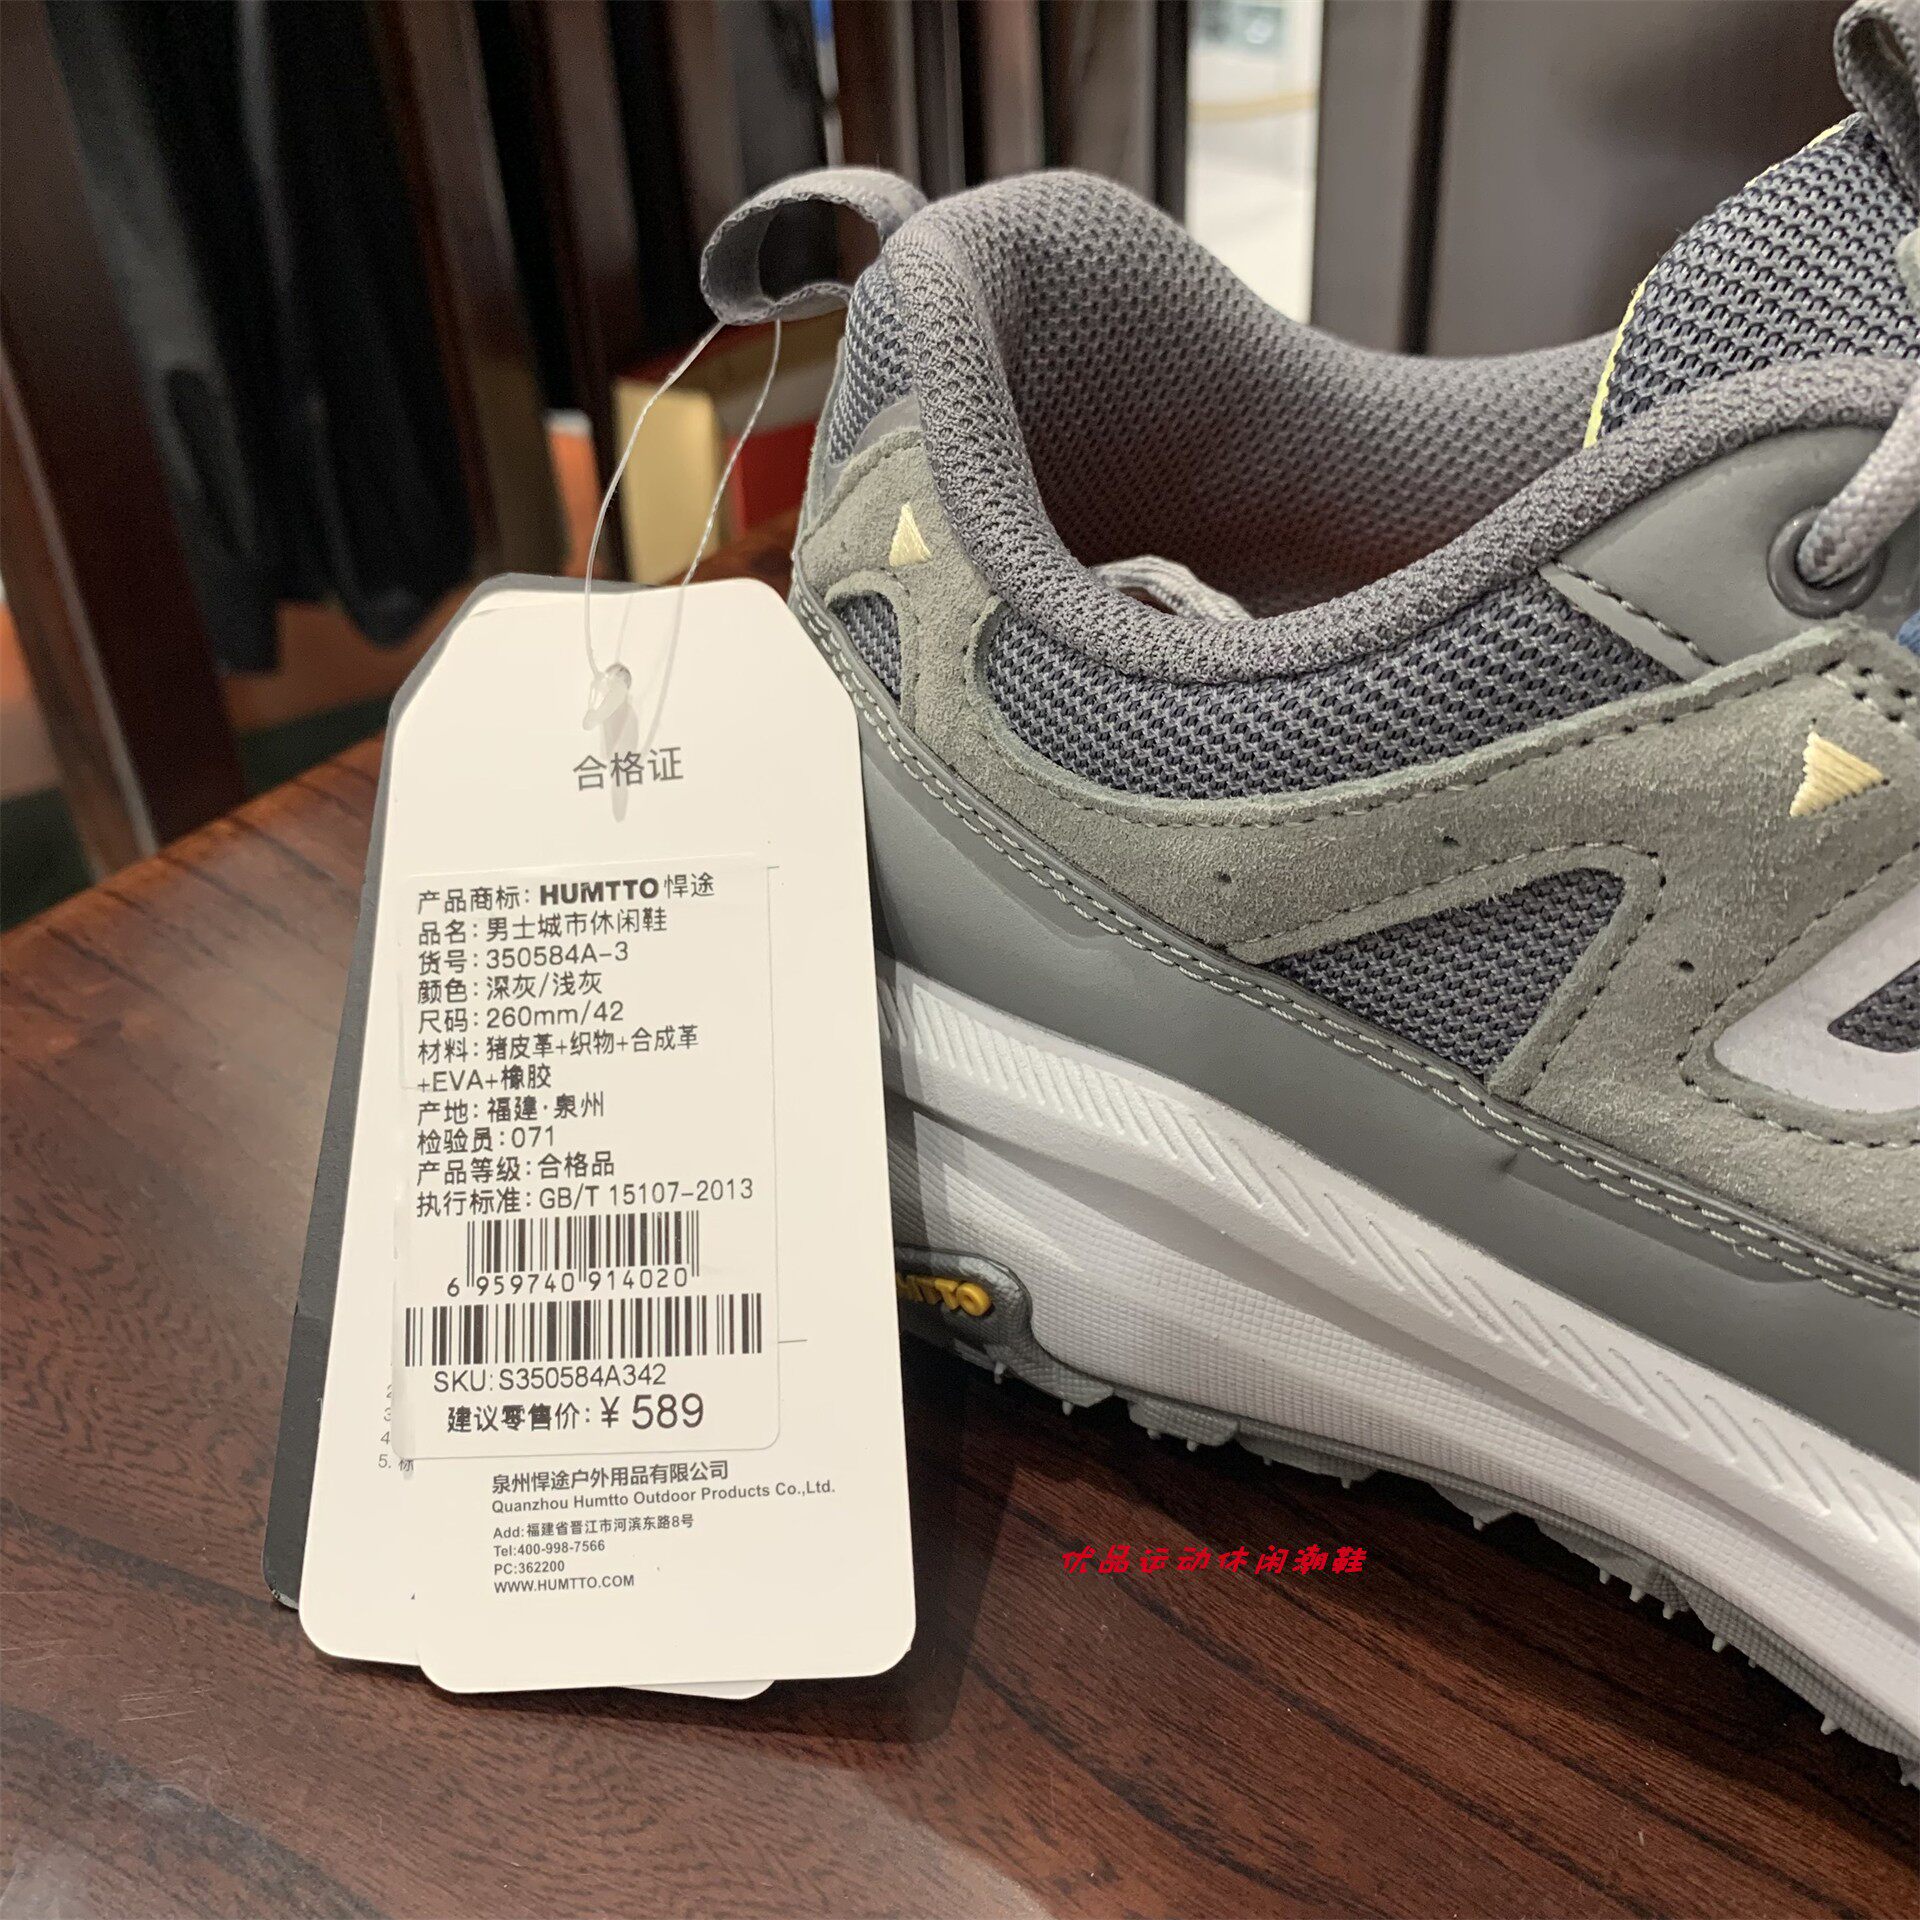 合格证
产品商标: HUMTTO 悍途
品名: 男士城市休闲鞋
货号: 350584A-3
颜色: 深灰/浅灰
尺码: 260mm/42
材料: 猪皮革+织物+合成革
+EVA+橡胶
产地: 福建·泉州
检验员: 071
产品等级: 合格品
执行标准: GB/T 15107-2013
6 959740 914020
SKU: S350584A342
建议零售价: ¥ 589
4
5. 标
泉州悍途户外用品有限公司
Quanzhou Humtto Outdoor Products Co.,Ltd.
Add:福建省晋江市河滨东路8号
Tel:400-998-7566
PC:362200
WWW.HUMTTO.COM
优品运动休闲潮鞋